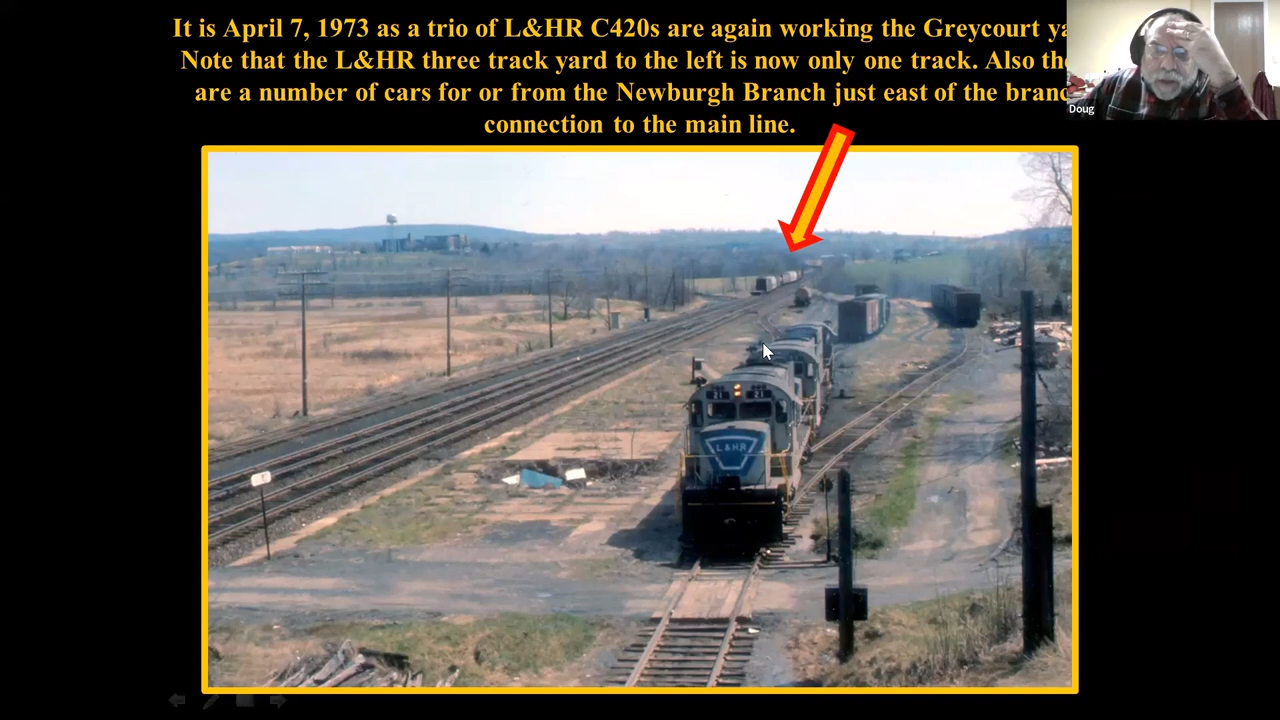 It is April 7, 1973 as a trio of L&HR C420s are again working the Greycourt
Note that the L&HR three track yard to the left is now only one track. Also
are a number of cars for or from the Newburgh Branch just east of the
connection to the main line.
Doug
21
21
L&HR